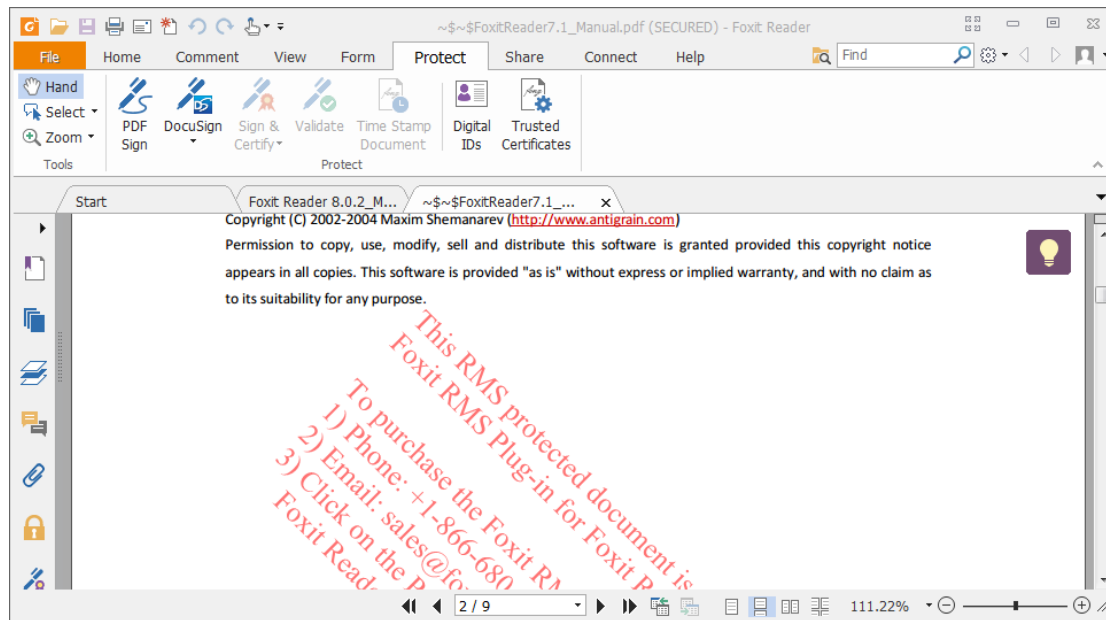 ~$~$FoxitReader7.1_Manual.pdf (SECURED) - Foxit Reader
File Home Comment View Form Protect Share Connect Help Find
Hand
Select
Zoom
Tools
PDF Sign
DocuSign
Sign & Certify
Validate
Time Stamp Document
Digital IDs
Trusted Certificates
Protect
Start Foxit Reader 8.0.2_M... ~$~$FoxitReader7.1_... x
Copyright (C) 2002-2004 Maxim Shemanarev (http://www.antigrain.com)
Permission to copy, use, modify, sell and distribute this software is granted provided this copyright notice
appears in all copies. This software is provided "as is" without express or implied warranty, and with no claim as
to its suitability for any purpose.
This RMS protected document is
Foxit RMS Plug-in for Foxit R
To purchase the Foxit RM
1) Phone: +1-866-680
2) Email: sales@fo
3) Click on the P
Foxit Reade
2 / 9 111.22%